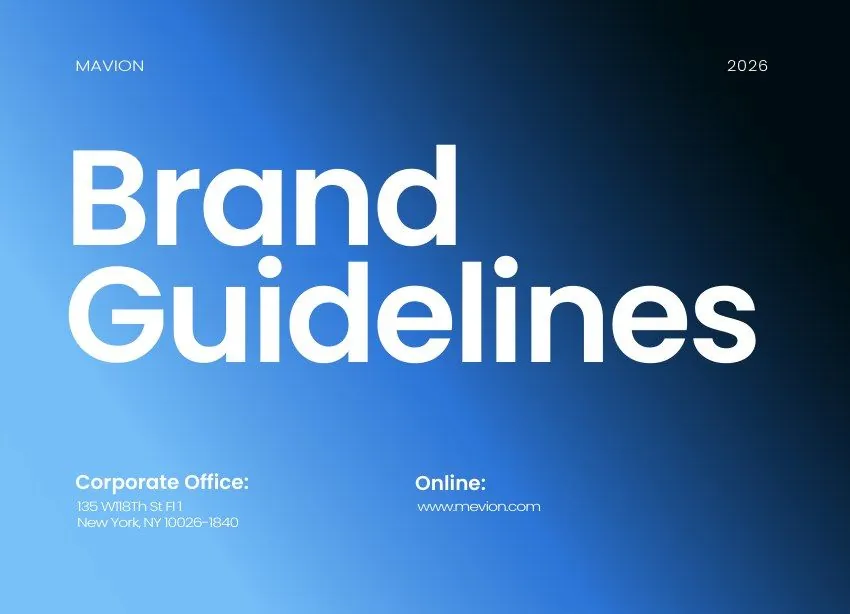 MAVION
2026
Brand
Guidelines
Corporate Office:
135 W118Th St Fl 1
New York, NY 10026-1840
Online:
www.mevion.com